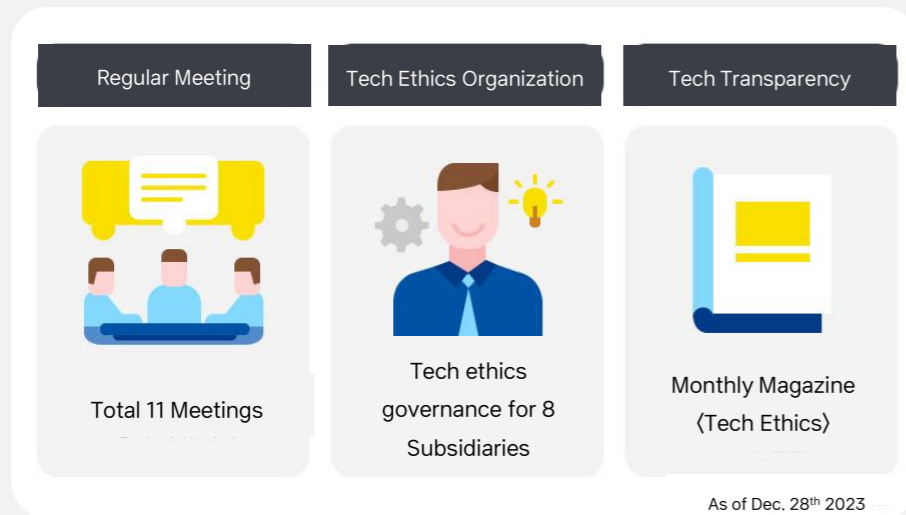 Regular Meeting
Tech Ethics Organization
Tech Transparency
Total 11 Meetings
Tech ethics
governance for 8
Subsidiaries
Monthly Magazine
〈Tech Ethics〉
As of Dec. 28th 2023